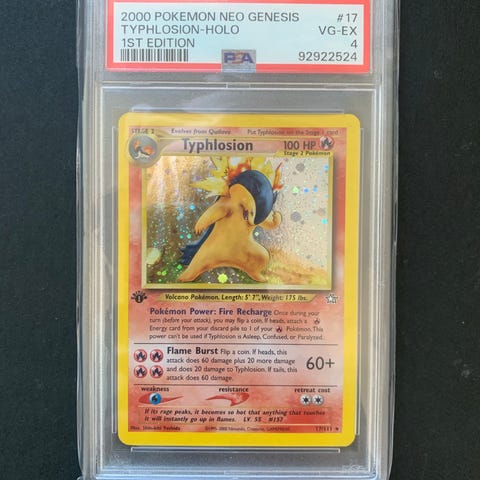 2000 POKEMON NEO GENESIS #17
TYPHLOSION-HOLO VG-EX
1ST EDITION 4
PSA 92922524
STAGE 2 Evolves from Quilava Put Typhlosion on the Stage 1 card
Typhlosion 100 HP
Stage 2 Pokémon
Volcano Pokémon. Length: 5' 7", Weight: 175 lbs.
Pokémon Power: Fire Recharge Once during your
turn (before your attack), you may flip a coin. If heads, attach a
Energy card from your discard pile to 1 of your Pokémon. This
power can't be used if Typhlosion is Asleep, Confused, or Paralyzed.
Flame Burst Flip a coin. If heads, this
attack does 60 damage plus 20 more damage
and does 20 damage to Typhlosion. If tails, this
attack does 60 damage.
60+
weakness resistance retreat cost
If its rage peaks, it becomes so hot that anything that touches
it will instantly go up in flames. LV. 55 #157
Illus. Shin-ichi Yoshida
17/111